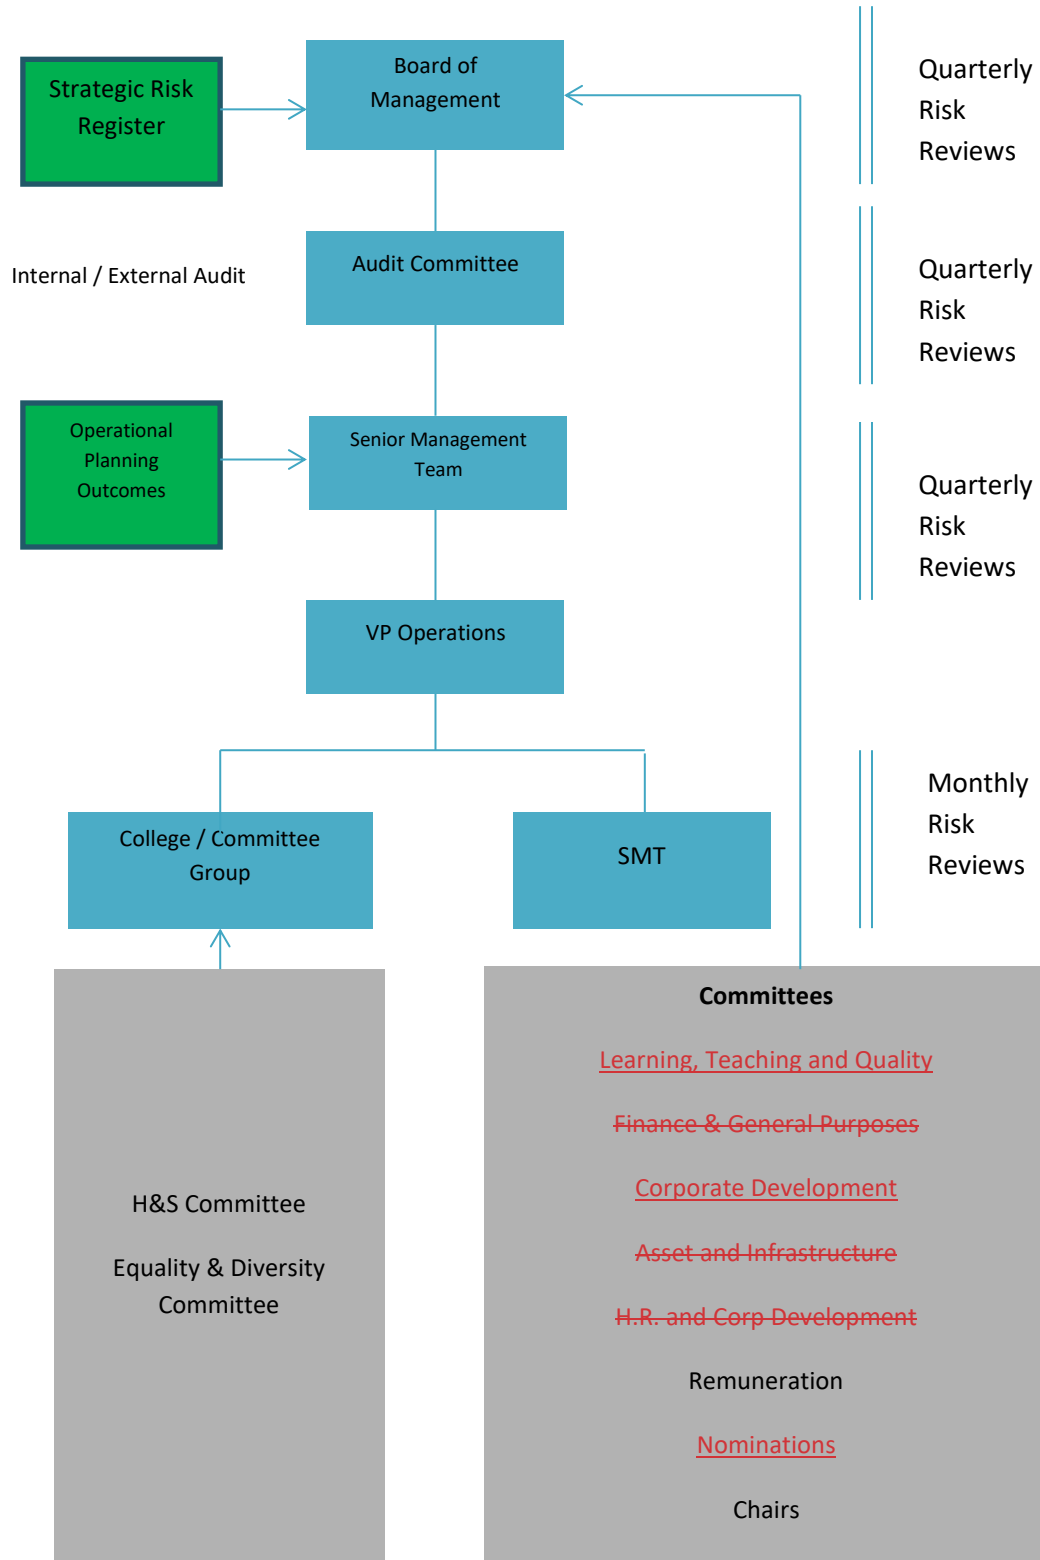 Strategic Risk
Register
Board of
Management
Quarterly
Risk
Reviews
Internal / External Audit
Audit Committee
Quarterly
Risk
Reviews
Operational
Planning
Outcomes
Senior Management
Team
Quarterly
Risk
Reviews
VP Operations
College / Committee
Group
SMT
Monthly
Risk
Reviews
H&S Committee
Equality & Diversity
Committee
Committees
Learning, Teaching and Quality
Finance & General Purposes
Corporate Development
Asset and Infrastructure
H.R. and Corp Development
Remuneration
Nominations
Chairs